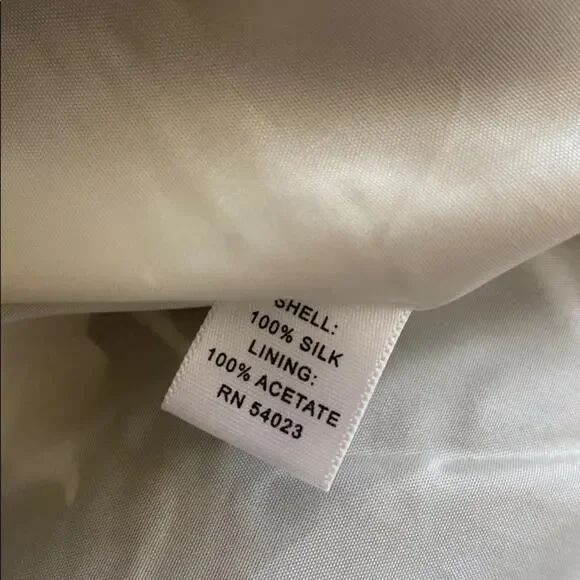 SHELL:
100% SILK
LINING:
100% ACETATE
RN 54023